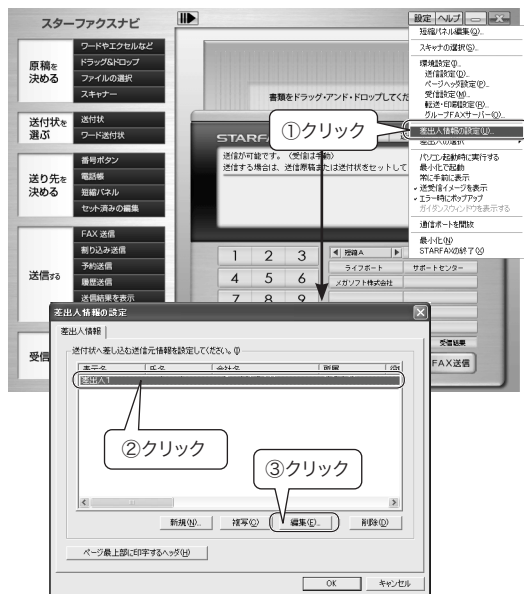 スターファクスナビ
設定 ヘルプ
原稿を決める
ワードやエクセルなど
ドラッグ&ドロップ
ファイルの選択
スキャナー
送付状を選ぶ
送付状
ワード送付状
送り先を決める
番号ボタン
電話帳
短縮パネル
セット済みの編集
送信する
FAX 送信
割り込み送信
予約送信
履歴送信
送信結果を表示
受信
書類をドラッグ・アンド・ドロップしてくだ
STARFA
送信が可能です。 (受信は手動)
送信する場合は、送信原稿または送付状をセットして
①クリック
短縮パネル編集(Q)...
スキャナの選択(S)...
環境設定(I)...
送信設定(D)...
ページヘッダ設定(P)...
受信設定(M)...
転送・印刷設定(R)...
グループFAXサーバー(O)...
差出人情報の設定(U)...
差出人の選択
パソコン起動時に実行する
最小化で起動
常に手前に表示
送受信イメージを表示
エラー時にポップアップ
ガイダンスウィンドウを表示する
通信ポートを開放
最小化(N)
STARFAXの終了(X)
1 2 3
4 5 6
7 8 9
短縮A
ライフボート
サポートセンター
メガソフト株式会社
受信結果
FAX送信
差出人情報の設定
差出人情報
送付状へ差し込む送信元情報を設定してください。(I)
表示名 氏名 会社名 所属 役
差出人1
②クリック
③クリック
新規(N)... 複写(C) 編集(E)... 削除(D)
ページ最上部に印字するヘッダ(H)
OK キャンセル